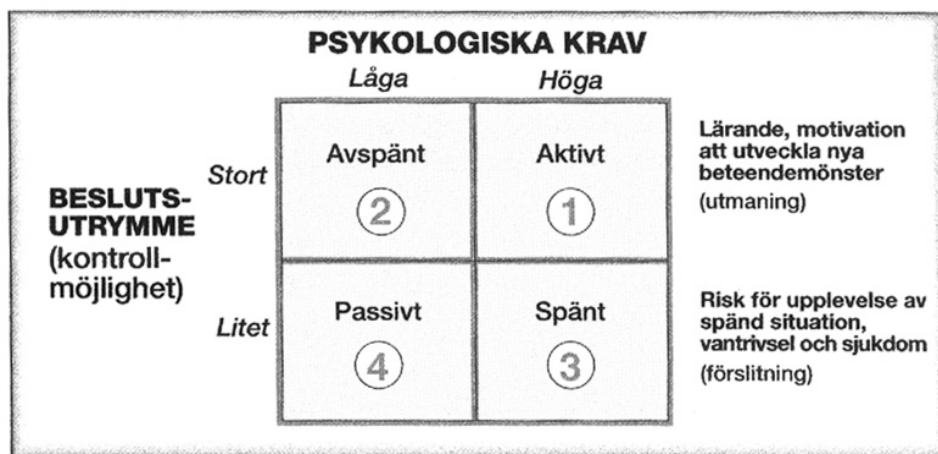 PSYKOLOGISKA KRAV
Låga
Höga
BESLUTS-
UTRYMME
(kontroll-
möjlighet)
Stort
Avspänt
2
Aktivt
1
Lärande, motivation
att utveckla nya
beteendemönster
(utmaning)
Litet
Passivt
4
Spänt
3
Risk för upplevelse av
spänd situation,
vantrivsel och sjukdom
(förslitning)